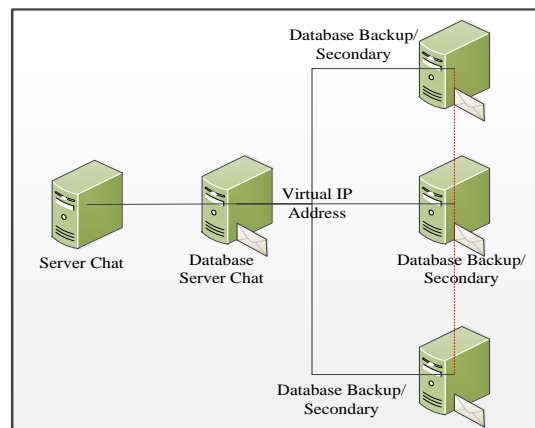 Database Backup/
Secondary
Virtual IP
Address
Server Chat
Database
Server Chat
Database Backup/
Secondary
Database Backup/
Secondary